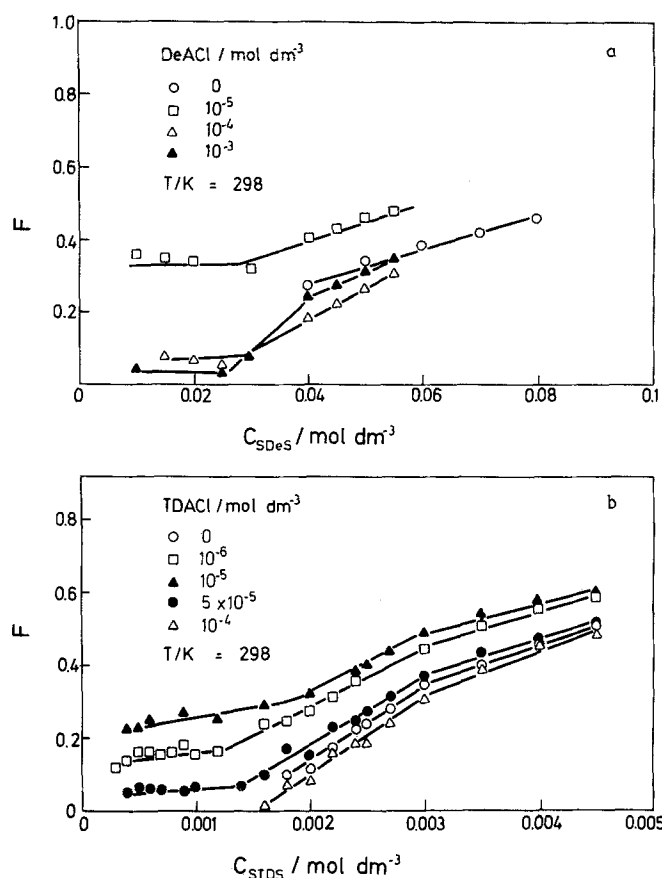 a
DeACl / mol dm⁻³
○ 0
□ 10⁻⁵
△ 10⁻⁴
▲ 10⁻³
T/K = 298
1.0
0.8
0.6
0.4
0.2
F
0 0.02 0.04 0.06 0.08 0.1
C_SDeS / mol dm⁻³
b
TDACl / mol dm⁻³
○ 0
□ 10⁻⁶
▲ 10⁻⁵
● 5 x10⁻⁵
△ 10⁻⁴
T/K = 298
0.8
0.6
0.4
0.2
0
F
0 0.001 0.002 0.003 0.004 0.005
C_STDS / mol dm⁻³